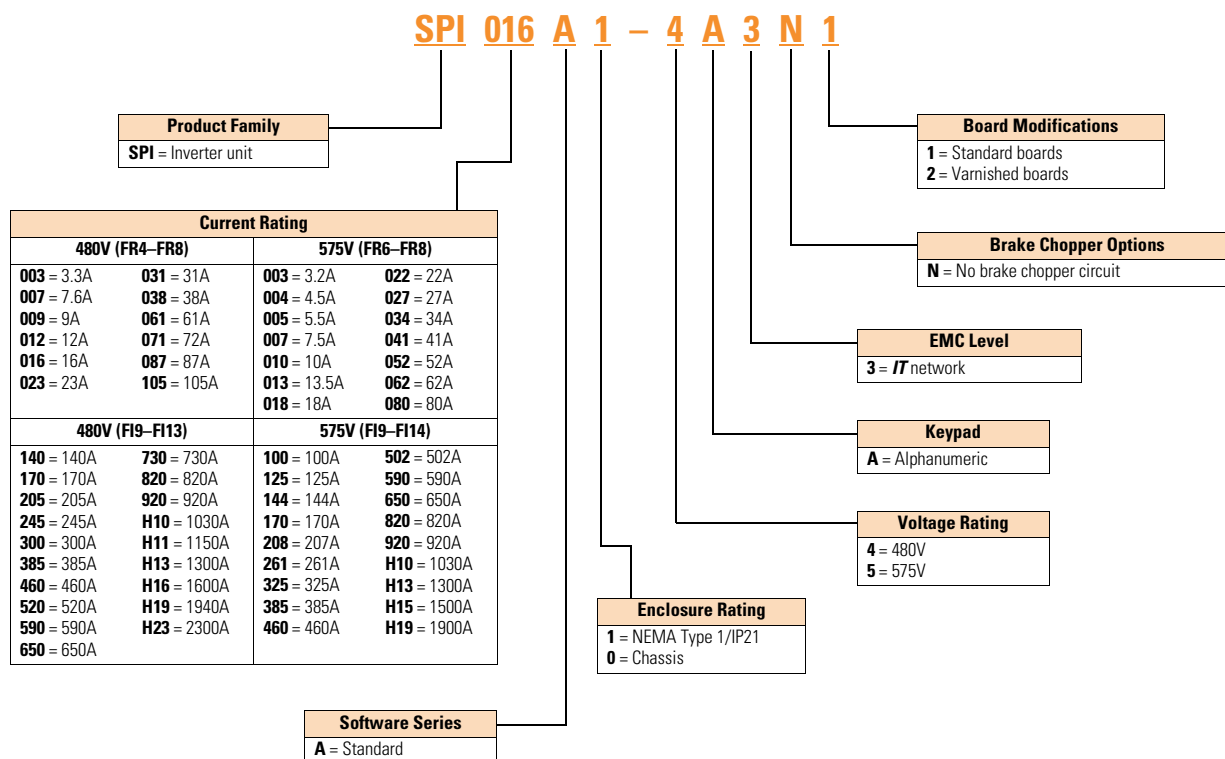 SPI 016 A 1 – 4 A 3 N 1
Product Family
SPI = Inverter unit
Board Modifications
1 = Standard boards
2 = Varnished boards
Current Rating
480V (FR4–FR8) 575V (FR6–FR8)
003 = 3.3A 031 = 31A 003 = 3.2A 022 = 22A
007 = 7.6A 038 = 38A 004 = 4.5A 027 = 27A
009 = 9A 061 = 61A 005 = 5.5A 034 = 34A
012 = 12A 071 = 72A 007 = 7.5A 041 = 41A
016 = 16A 087 = 87A 010 = 10A 052 = 52A
023 = 23A 105 = 105A 013 = 13.5A 062 = 62A
018 = 18A 080 = 80A
480V (FI9–FI13) 575V (FI9–FI14)
140 = 140A 730 = 730A 100 = 100A 502 = 502A
170 = 170A 820 = 820A 125 = 125A 590 = 590A
205 = 205A 920 = 920A 144 = 144A 650 = 650A
245 = 245A H10 = 1030A 170 = 170A 820 = 820A
300 = 300A H11 = 1150A 208 = 207A 920 = 920A
385 = 385A H13 = 1300A 261 = 261A H10 = 1030A
460 = 460A H16 = 1600A 325 = 325A H13 = 1300A
520 = 520A H19 = 1940A 385 = 385A H15 = 1500A
590 = 590A H23 = 2300A 460 = 460A H19 = 1900A
650 = 650A
Brake Chopper Options
N = No brake chopper circuit
EMC Level
3 = IT network
Keypad
A = Alphanumeric
Voltage Rating
4 = 480V
5 = 575V
Enclosure Rating
1 = NEMA Type 1/IP21
0 = Chassis
Software Series
A = Standard